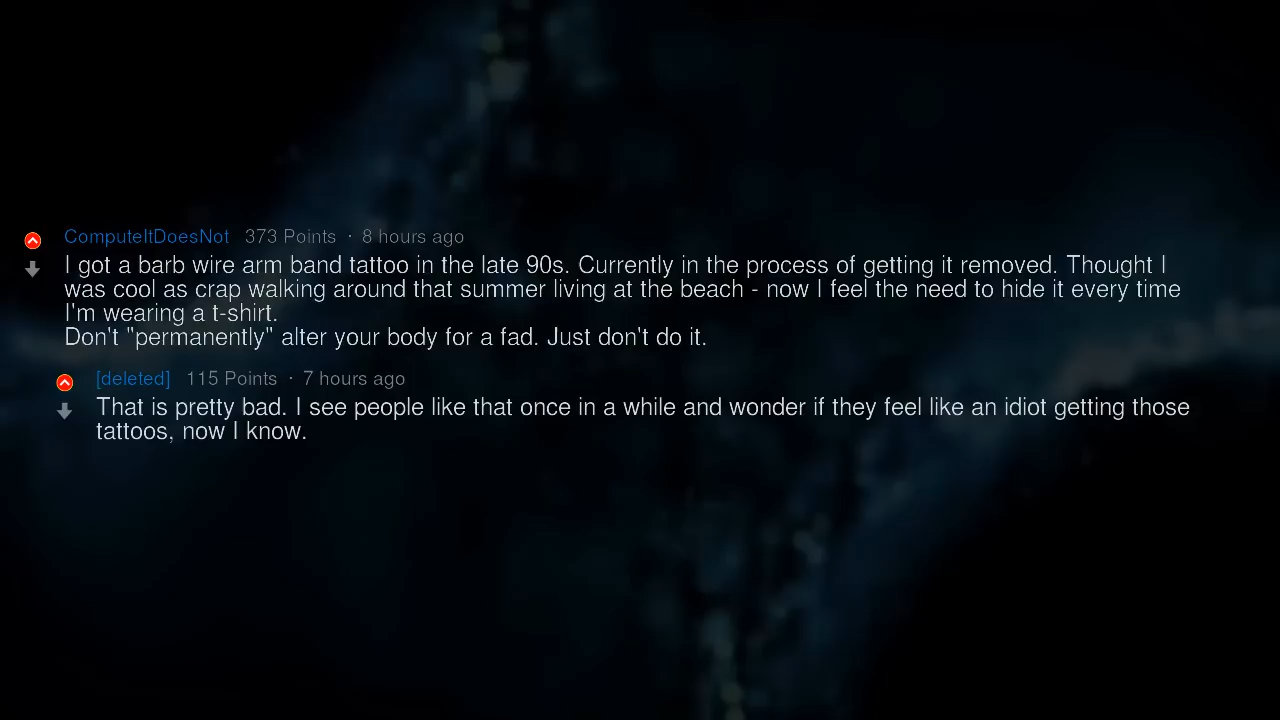 ComputeItDoesNot 373 Points · 8 hours ago
I got a barb wire arm band tattoo in the late 90s. Currently in the process of getting it removed. Thought I
was cool as crap walking around that summer living at the beach - now I feel the need to hide it every time
I'm wearing a t-shirt.
Don't "permanently" alter your body for a fad. Just don't do it.
[deleted] 115 Points · 7 hours ago
That is pretty bad. I see people like that once in a while and wonder if they feel like an idiot getting those
tattoos, now I know.